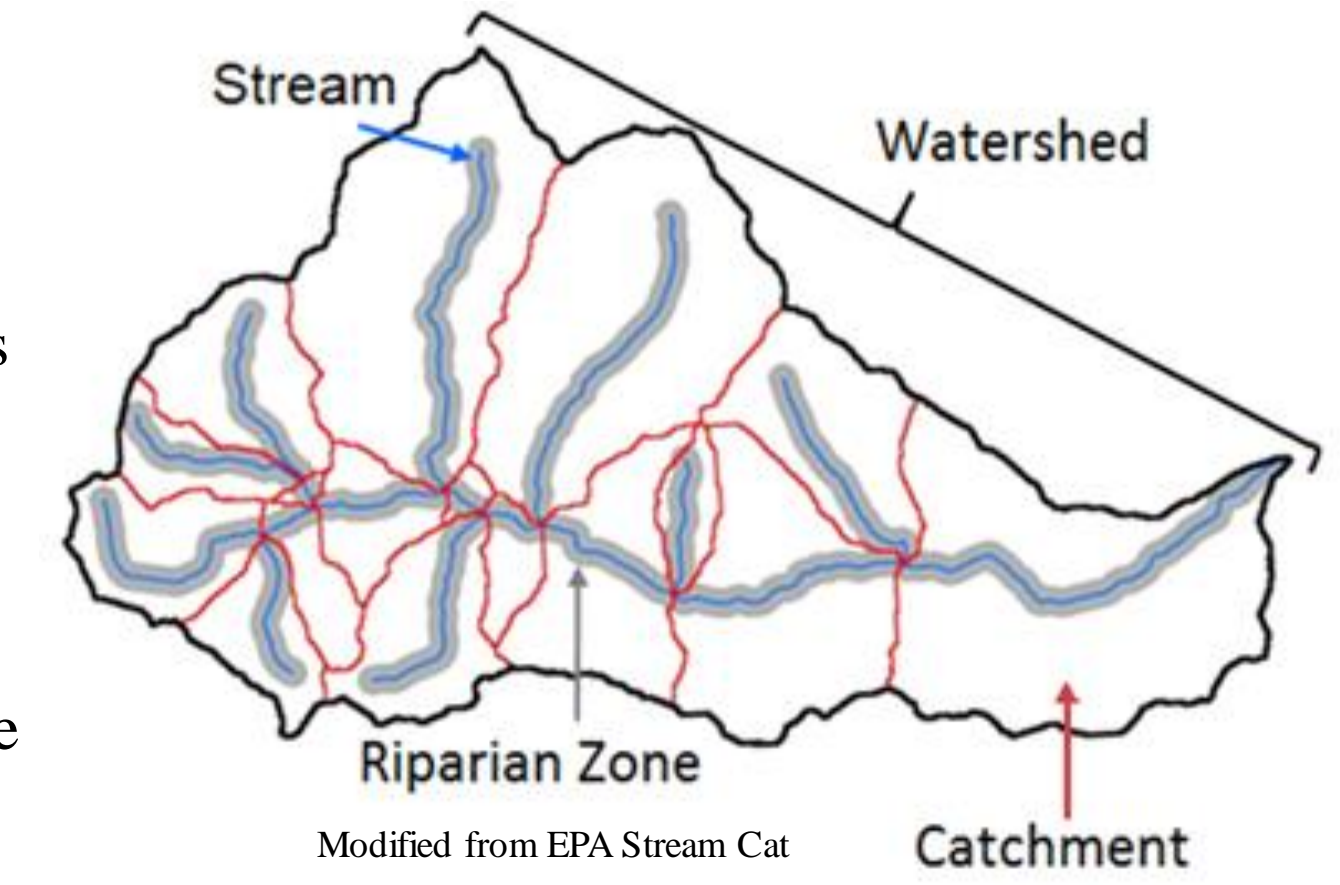 Stream
Watershed
s
e
Riparian Zone
Modified from EPA Stream Cat
Catchment